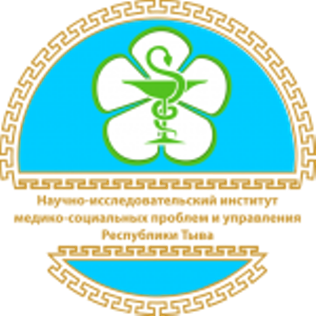 Научно-исследовательский институт
медико-социальных проблем и управления
Республики Тыва